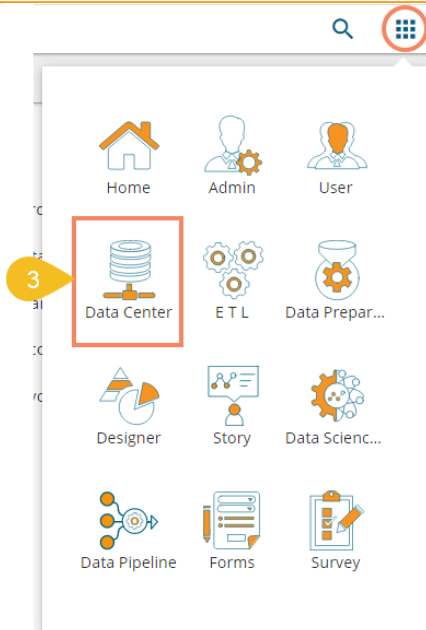 Home Admin User
3
Data Center E T L Data Prepar...
Designer Story Data Scienc...
Data Pipeline Forms Survey